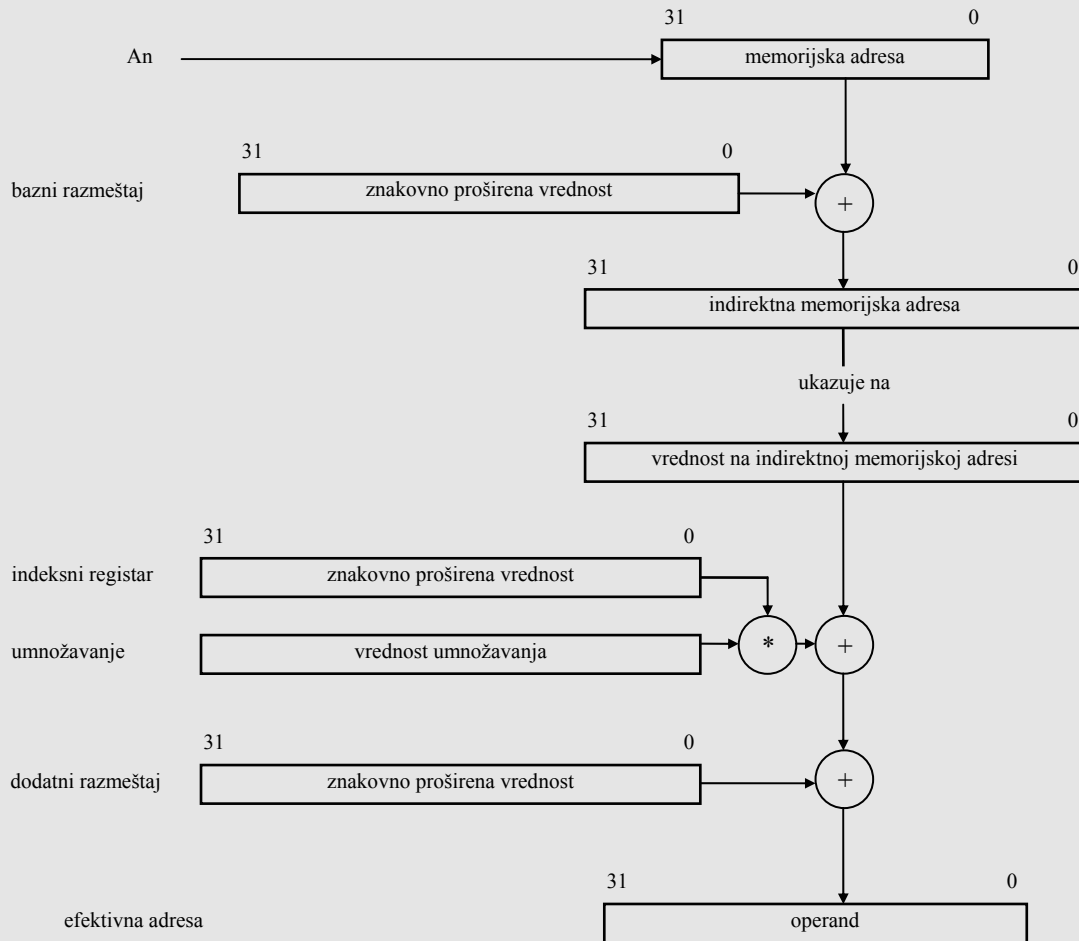 31 0
An memorijska adresa
31 0
bazni razmeštaj znakovno proširena vrednost +
31 0
indirektna memorijska adresa
ukazuje na
31 0
vrednost na indirektnoj memorijskoj adresi
31 0
indeksni registar znakovno proširena vrednost
umnožavanje vrednost umnožavanja * +
31 0
dodatni razmeštaj znakovno proširena vrednost +
31 0
efektivna adresa operand